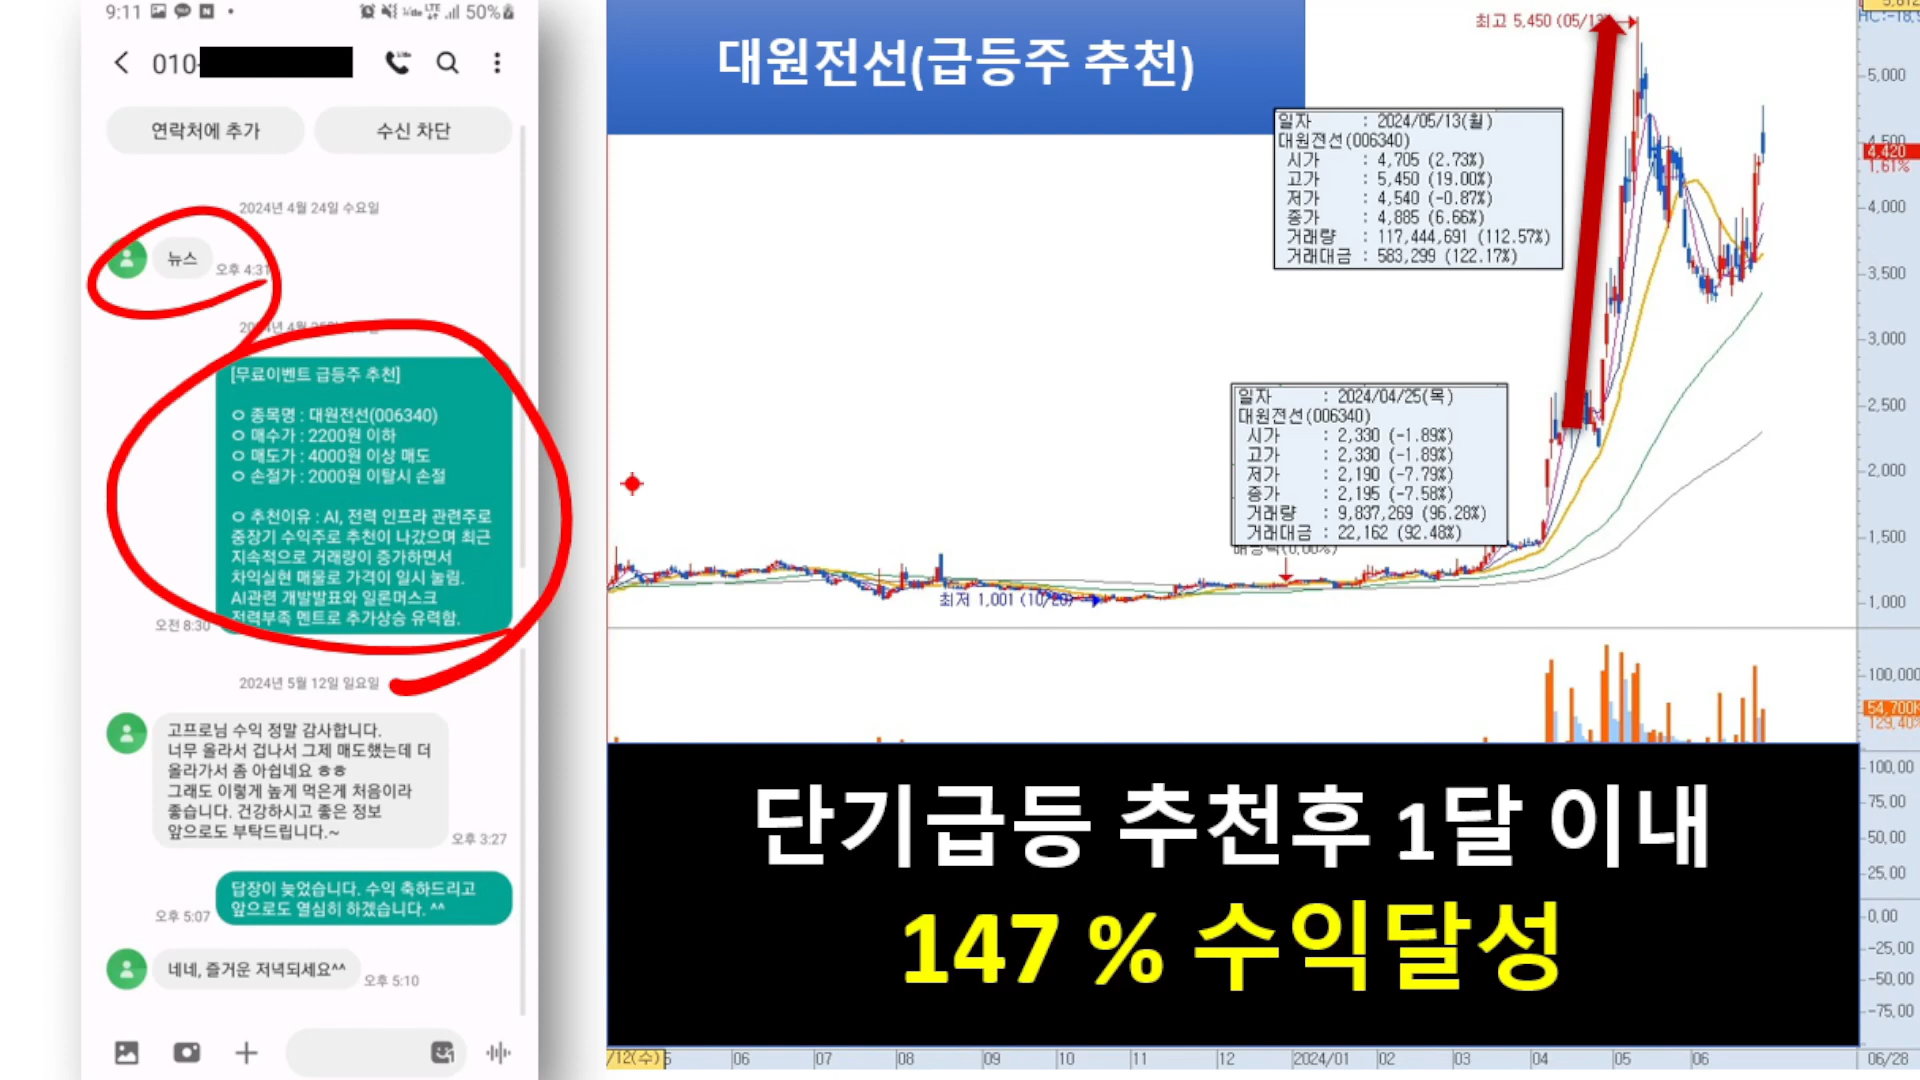 9:11
50%
010-
연락처에 추가
수신 차단
2024년 4월 24일 수요일
뉴스
오후 4:31
[무료이벤트 급등주 추천]
ㅇ 종목명 : 대원전선(006340)
ㅇ 매수가 : 2200원 이하
ㅇ 매도가 : 4000원 이상 매도
ㅇ 손절가 : 2000원 이탈시 손절
ㅇ 추천이유 : AI, 전력 인프라 관련주로
중장기 수익주로 추천이 나갔으며 최근
지속적으로 거래량이 증가하면서
차익실현 매물로 가격이 일시 눌림.
AI관련 개발발표와 일론머스크
전력부족 멘트로 추가상승 유력함.
오전 8:30
2024년 5월 12일 일요일
고프로님 수익 정말 감사합니다.
너무 올라서 겁나서 그제 매도했는데 더
올라가서 좀 아쉽네요 ㅎㅎ
그래도 이렇게 높게 먹은게 처음이라
좋습니다. 건강하시고 좋은 정보
앞으로도 부탁드립니다.~
오후 3:27
답장이 늦었습니다. 수익 축하드리고
앞으로도 열심히 하겠습니다. ^^
오후 5:07
네네, 즐거운 저녁되세요^^
오후 5:10
대원전선(급등주 추천)
최고 5,450 (05/13)
일자 : 2024/05/13(월)
대원전선(006340)
시가 : 4,705 (2.73%)
고가 : 5,450 (19.00%)
저가 : 4,540 (-0.87%)
종가 : 4,885 (6.66%)
거래량 : 117,444,691 (112.57%)
거래대금 : 583,299 (122.17%)
일자 : 2024/04/25(목)
대원전선(006340)
시가 : 2,330 (-1.89%)
고가 : 2,330 (-1.89%)
저가 : 2,190 (-7.79%)
종가 : 2,195 (-7.58%)
거래량 : 9,837,269 (96.28%)
거래대금 : 22,162 (92.48%)
최저 1,001 (10/20)
5,000
4,500
4,420
1.61%
4,000
3,500
3,000
2,500
2,000
1,500
1,000
100,000
54,700K
129.40%
100,00
75,00
50,00
25,00
0,00
-25,00
-50,00
-75,00
단기급등 추천후 1달 이내
147 % 수익달성
/12(수)
06
07
08
09
10
11
12
2024/01
02
03
04
05
06
06/28